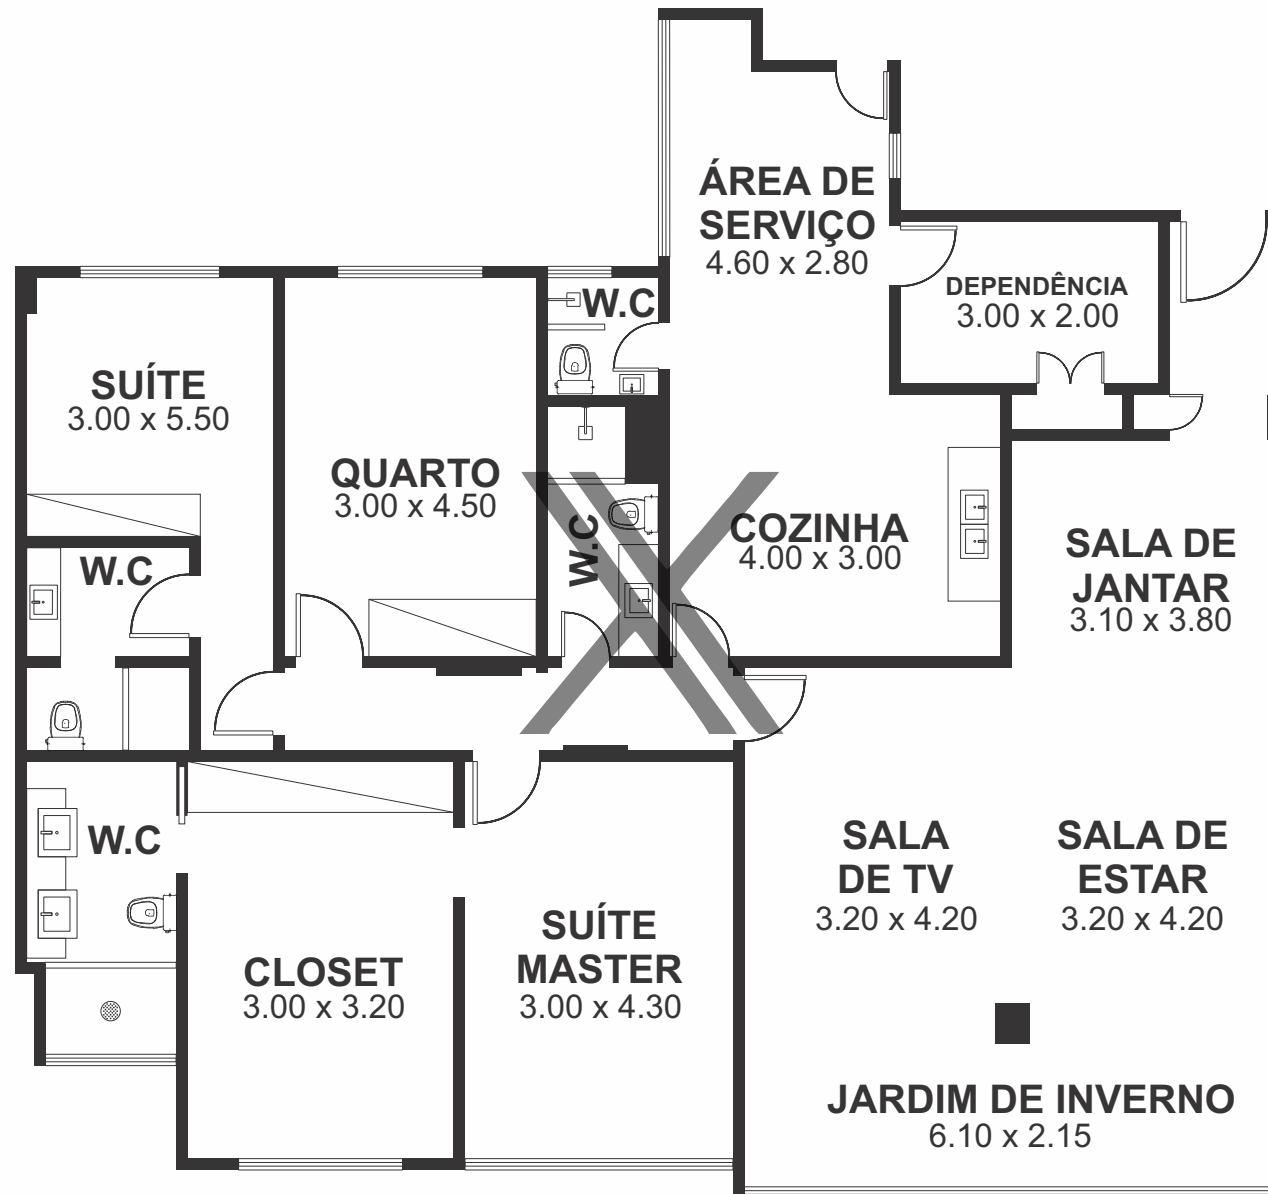 ÁREA DE
SERVIÇO
4.60 x 2.80
DEPENDÊNCIA
3.00 x 2.00
W.C
SUÍTE
3.00 x 5.50
QUARTO
3.00 x 4.50
W.C
COZINHA
4.00 x 3.00
SALA DE
JANTAR
3.10 x 3.80
W.C
W.C
CLOSET
3.00 x 3.20
SUÍTE
MASTER
3.00 x 4.30
SALA
DE TV
3.20 x 4.20
SALA DE
ESTAR
3.20 x 4.20
JARDIM DE INVERNO
6.10 x 2.15